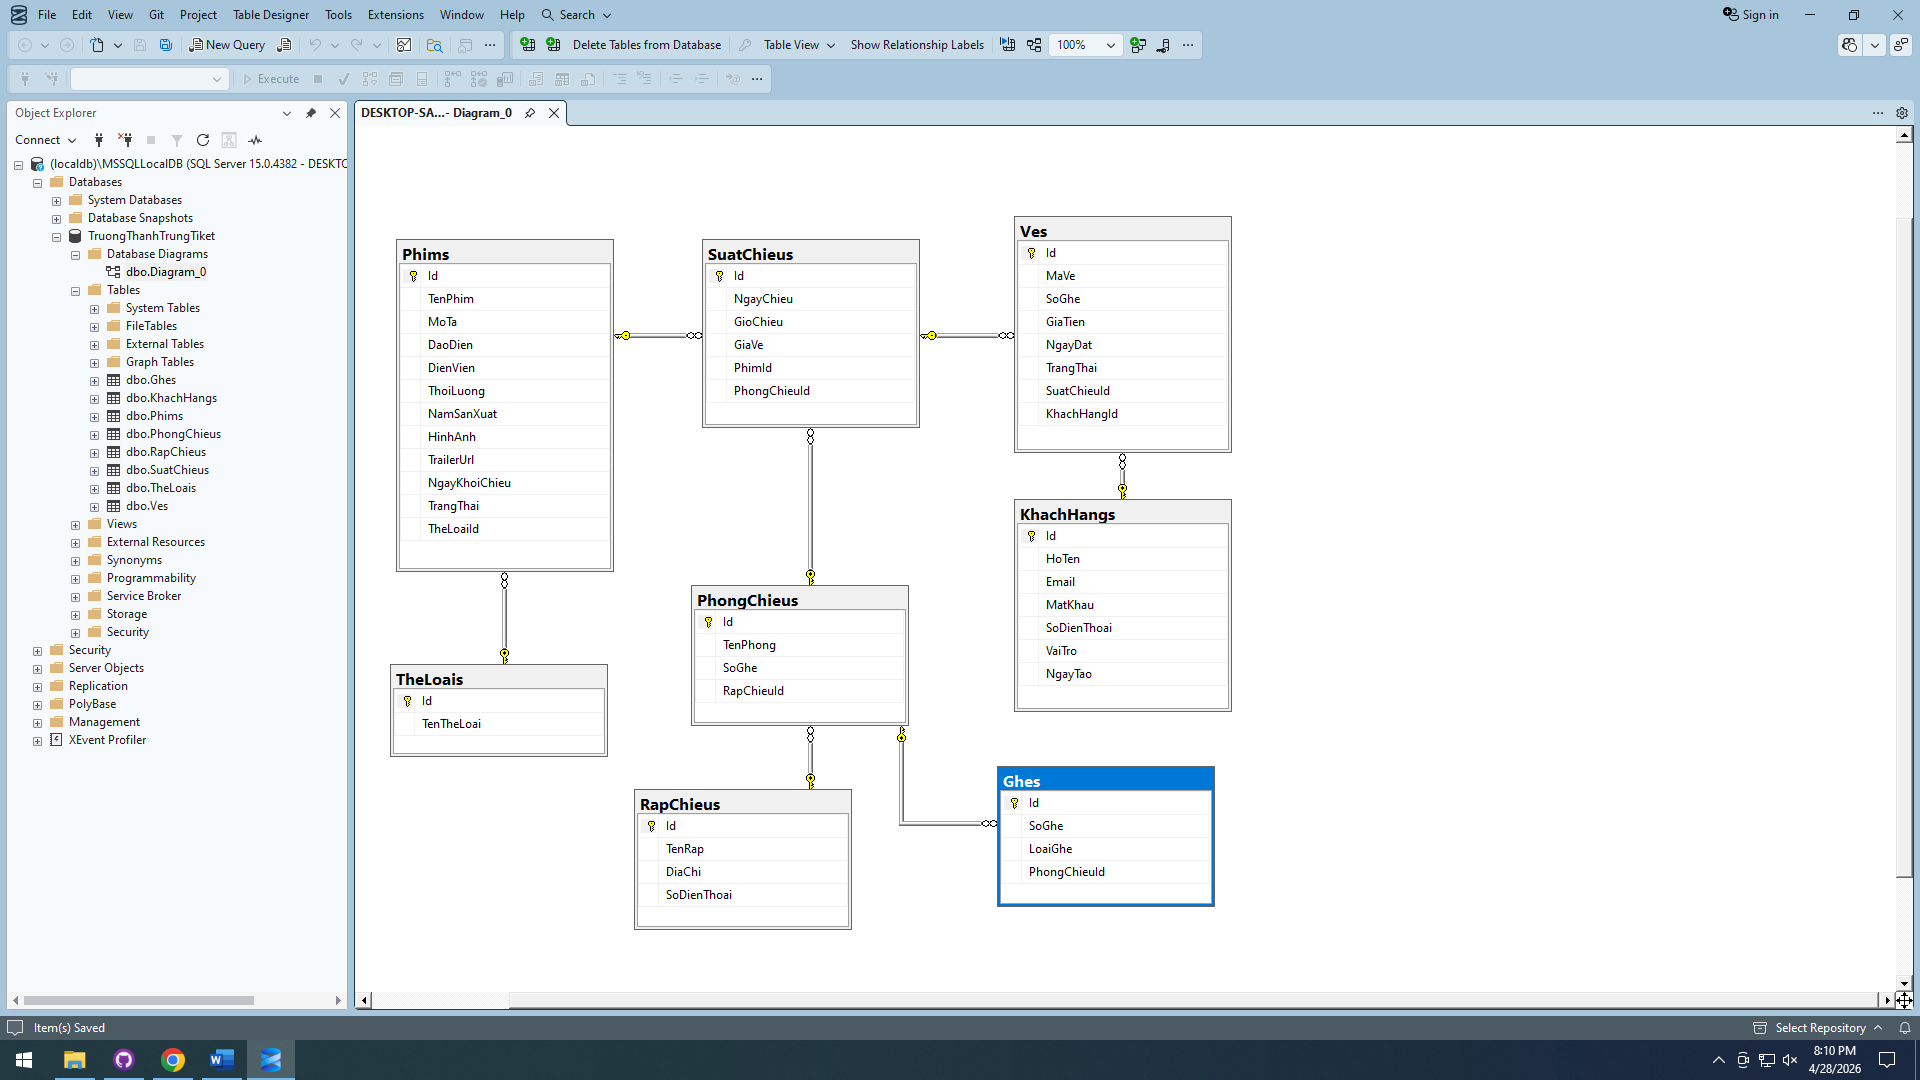 File Edit View Git Project Table Designer Tools Extensions Window Help Search Sign in
New Query Delete Tables from Database Table View Show Relationship Labels 100%
Execute
Object Explorer
Connect
(localdb)\MSSQLLocalDB (SQL Server 15.0.4382 - DESKTO
Databases
System Databases
Database Snapshots
TruongThanhTrungTiket
Database Diagrams
dbo.Diagram_0
Tables
System Tables
FileTables
External Tables
Graph Tables
dbo.Ghes
dbo.KhachHangs
dbo.Phims
dbo.PhongChieus
dbo.RapChieus
dbo.SuatChieus
dbo.TheLoais
dbo.Ves
Views
External Resources
Synonyms
Programmability
Service Broker
Storage
Security
Security
Server Objects
Replication
PolyBase
Management
XEvent Profiler
DESKTOP-SA...- Diagram_0
Phims
Id
TenPhim
MoTa
DaoDien
DienVien
ThoiLuong
NamSanXuat
HinhAnh
TrailerUrl
NgayKhoiChieu
TrangThai
TheLoaiId
SuatChieus
Id
NgayChieu
GioChieu
GiaVe
PhimId
PhongChieuId
Ves
Id
MaVe
SoGhe
GiaTien
NgayDat
TrangThai
SuatChieuId
KhachHangId
KhachHangs
Id
HoTen
Email
MatKhau
SoDienThoai
VaiTro
NgayTao
PhongChieus
Id
TenPhong
SoGhe
RapChieuId
TheLoais
Id
TenTheLoai
RapChieus
Id
TenRap
DiaChi
SoDienThoai
Ghes
Id
SoGhe
LoaiGhe
PhongChieuId
Item(s) Saved
Select Repository
8:10 PM
4/28/2026